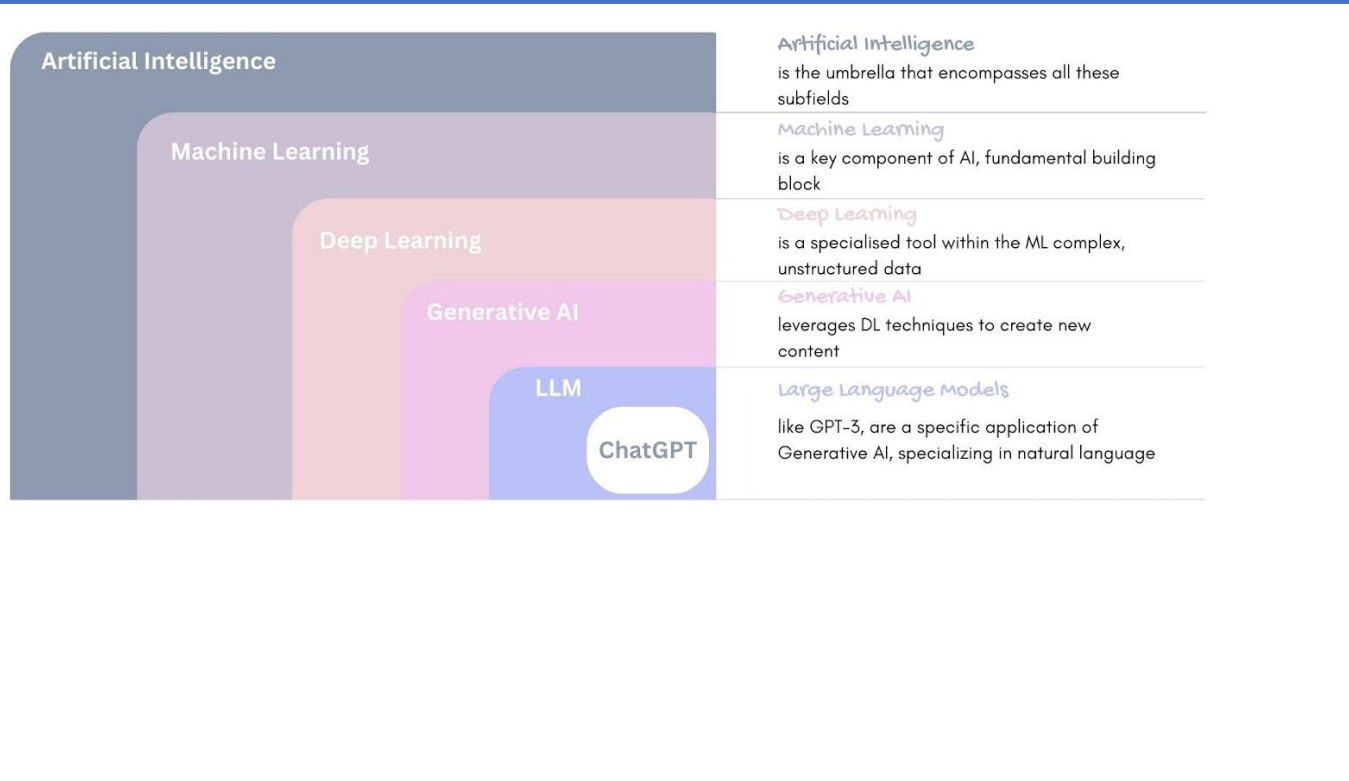 Artificial Intelligence
Machine Learning
Deep Learning
Generative AI
LLM
ChatGPT
Artificial Intelligence
is the umbrella that encompasses all these
subfields
Machine Learning
is a key component of AI, fundamental building
block
Deep Learning
is a specialised tool within the ML complex,
unstructured data
Generative AI
leverages DL techniques to create new
content
Large Language Models
like GPT-3, are a specific application of
Generative AI, specializing in natural language